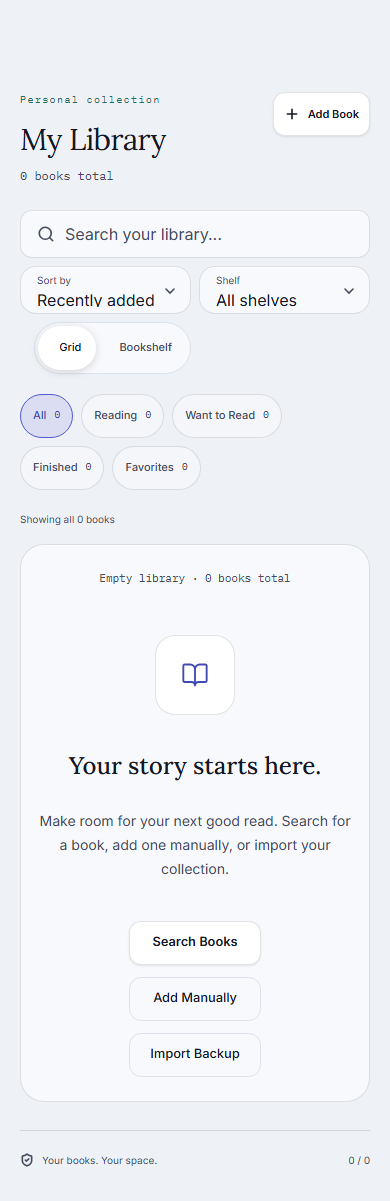 Personal collection
Add Book
My Library
0 books total
Search your library...
Sort by
Recently added
Shelf
All shelves
Grid
Bookshelf
All 0
Reading 0
Want to Read 0
Finished 0
Favorites 0
Showing all 0 books
Empty library · 0 books total
Your story starts here.
Make room for your next good read. Search for
a book, add one manually, or import your
collection.
Search Books
Add Manually
Import Backup
Your books. Your space.
0 / 0